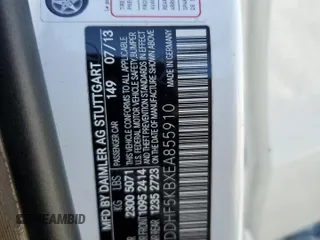 MFD BY DAIMLER AG STUTTGART
149 07/13
PASSENGER CAR
THIS VEHICLE CONFORMS TO ALL APPLICABLE
FEDERAL MOTOR VEHICLE SAFETY,BUMPER
AND THEFT PREVENTION STANDARDS IN EFFECT
ON THE DATE OF MANUFACTURE SHOWN ABOVE
KG LBS
2300 5071
1095 2414
1235 2723
MADE IN GERMANY
WDDHF5KBXEA855910